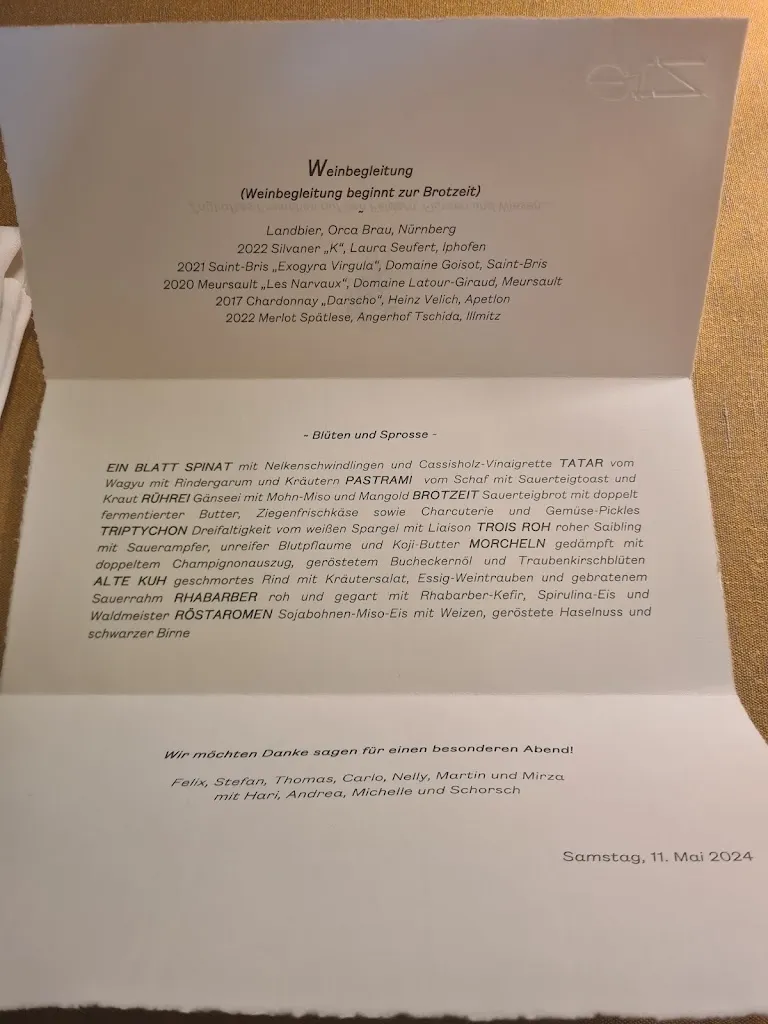 Weinbegleitung
(Weinbegleitung beginnt zur Brotzeit)
-
Landbier, Orca Brau, Nürnberg
2022 Silvaner „K“, Laura Seufert, Iphofen
2021 Saint-Bris „Exogyra Virgula“, Domaine Goisot, Saint-Bris
2020 Meursault „Les Narvaux“, Domaine Latour-Giraud, Meursault
2017 Chardonnay „Darscho“, Heinz Velich, Apetlon
2022 Merlot Spätlese, Angerhof Tschida, Illmitz
- Blüten und Sprosse -
EIN BLATT SPINAT mit Nelkenschwindlingen und Cassisholz-Vinaigrette TATAR vom
Wagyu mit Rindergarum und Kräutern PASTRAMI vom Schaf mit Sauerteigtoast und
Kraut RÜHREI Gänseei mit Mohn-Miso und Mangold BROTZEIT Sauerteigbrot mit doppelt
fermentierter Butter, Ziegenfrischkäse sowie Charcuterie und Gemüse-Pickles
TRIPTYCHON Dreifaltigkeit vom weißen Spargel mit Liaison TROIS ROH roher Saibling
mit Sauerampfer, unreifer Blutpflaume und Koji-Butter MORCHELN gedämpft mit
doppeltem Champignonauszug, geröstetem Bucheckernöl und Traubenkirschblüten
ALTE KUH geschmortes Rind mit Kräutersalat, Essig-Weintrauben und gebratenem
Sauerrahm RHABARBER roh und gegart mit Rhabarber-Kefir, Spirulina-Eis und
Waldmeister RÖSTAROMEN Sojabohnen-Miso-Eis mit Weizen, geröstete Haselnuss und
schwarzer Birne
Wir möchten Danke sagen für einen besonderen Abend!
Felix, Stefan, Thomas, Carlo, Nelly, Martin und Mirza
mit Hari, Andrea, Michelle und Schorsch
Samstag, 11. Mai 2024